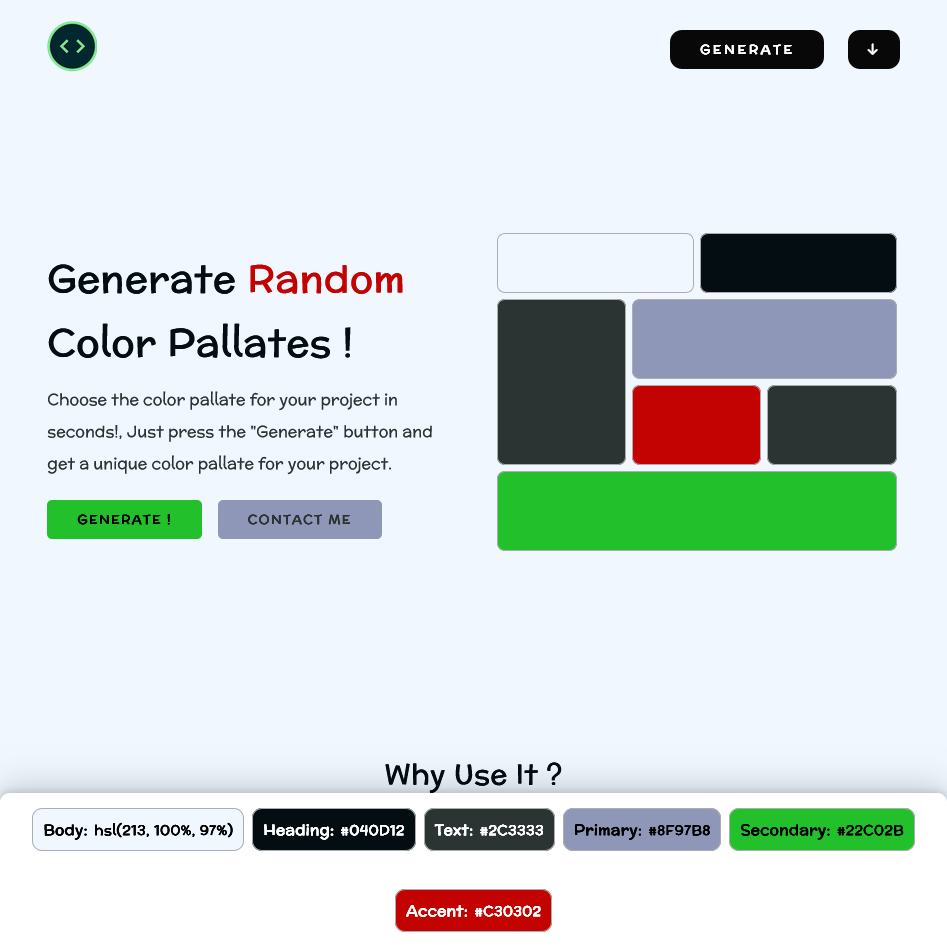 GENERATE
Generate Random
Color Pallates !
Choose the color pallate for your project in
seconds!, Just press the "Generate" button and
get a unique color pallate for your project.
GENERATE !
CONTACT ME
Why Use It ?
Body: hsl(213, 100%, 97%)
Heading: #040D12
Text: #2C3333
Primary: #8F97B8
Secondary: #22C02B
Accent: #C30302